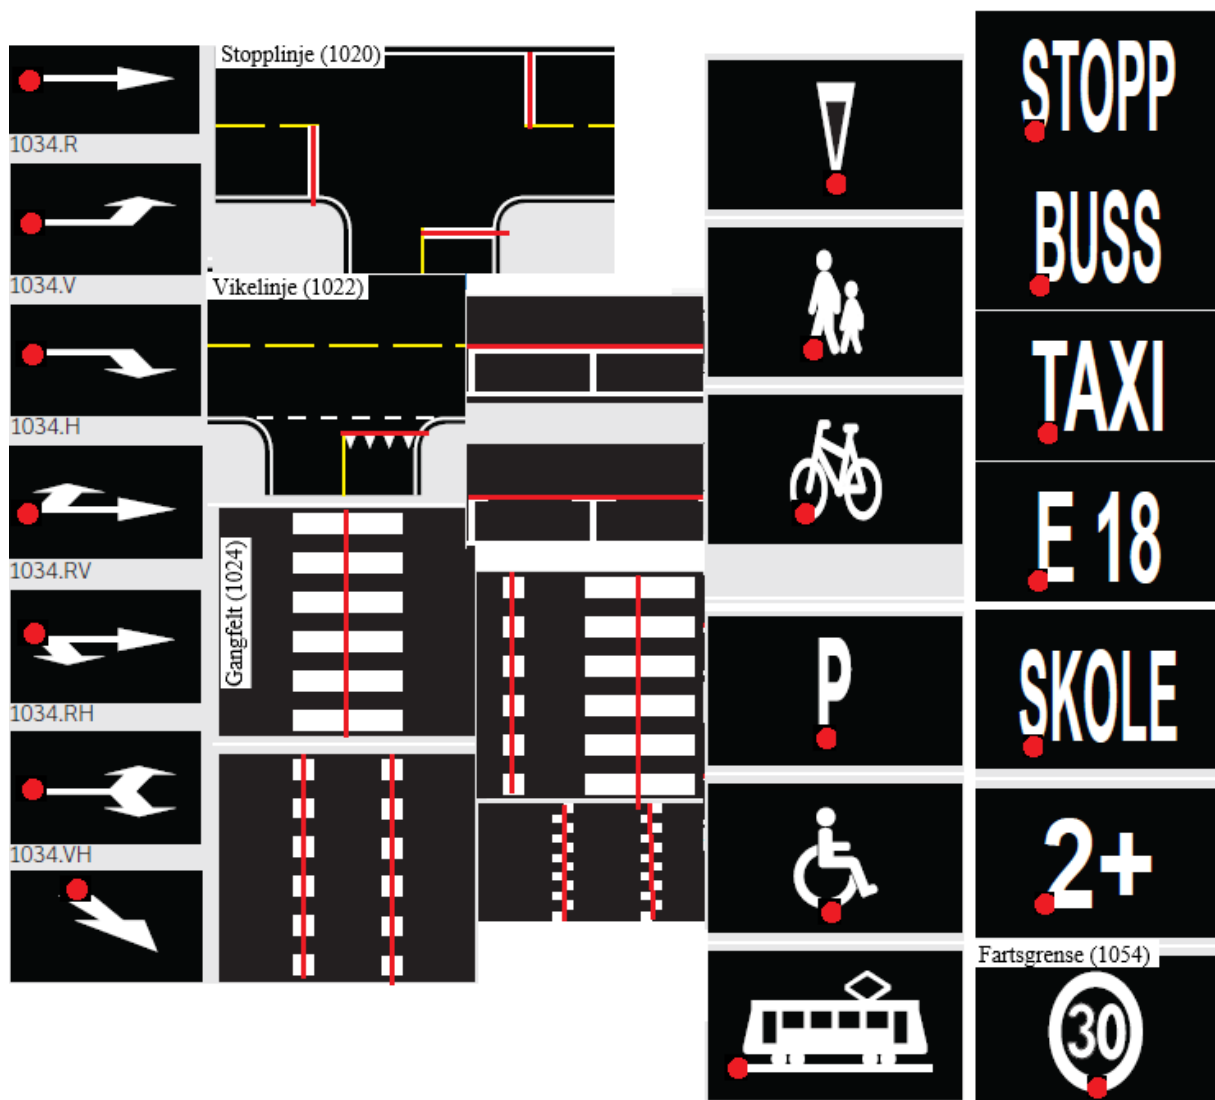 1034.R
1034.V
1034.H
1034.RV
1034.RH
1034.VH
Stopplinje (1020)
Vikelinje (1022)
Gangfelt (1024)
P
STOPP
BUSS
TAXI
E 18
SKOLE
2+
Fartsgrense (1054)
30